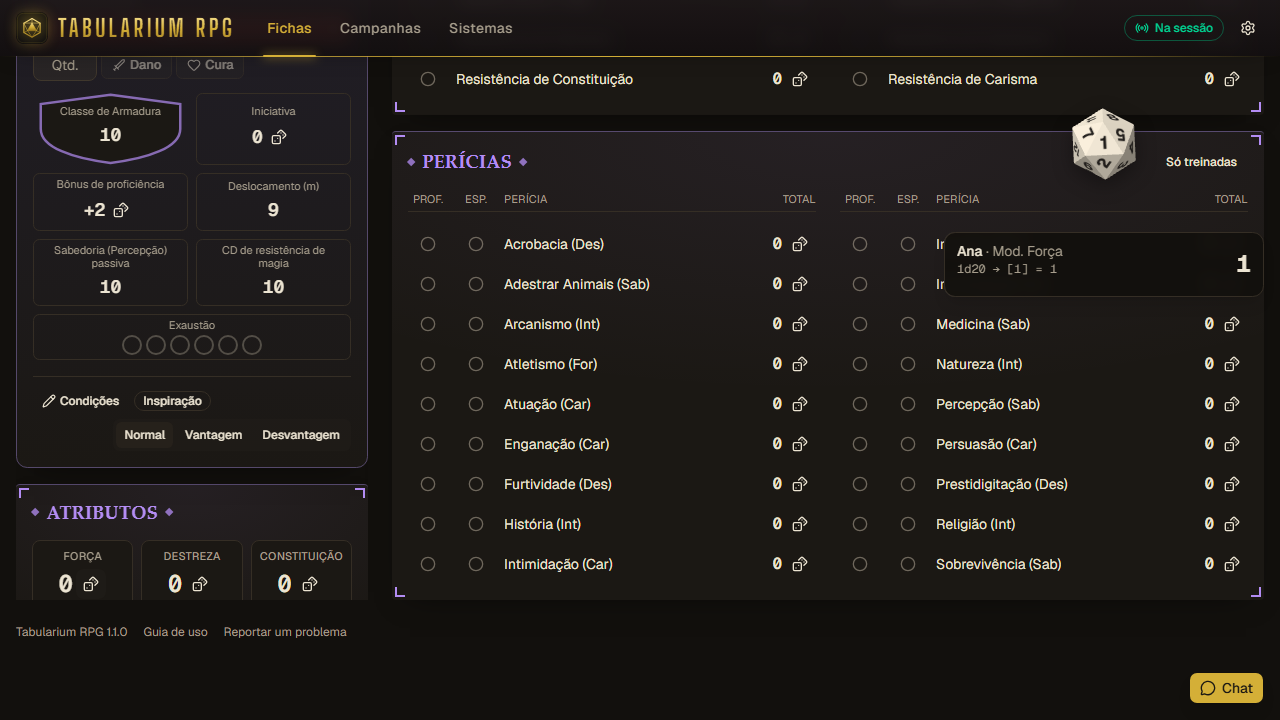 TABULARIUM RPG
Fichas
Campanhas
Sistemas
Na sessão
Qtd.
Dano
Cura
Classe de Armadura
10
Iniciativa
0
Bônus de proficiência
+2
Deslocamento (m)
9
Sabedoria (Percepção)
passiva
10
CD de resistência de
magia
10
Exaustão
Condições
Inspiração
Normal
Vantagem
Desvantagem
ATRIBUTOS
FORÇA
0
DESTREZA
0
CONSTITUIÇÃO
0
Resistência de Constituição
0
Resistência de Carisma
0
PERÍCIAS
7 1 5
2
Só treinadas
PROF.
ESP.
PERÍCIA
TOTAL
PROF.
ESP.
PERÍCIA
TOTAL
Acrobacia (Des)
0
Adestrar Animais (Sab)
0
Arcanismo (Int)
0
Atletismo (For)
0
Atuação (Car)
0
Enganação (Car)
0
Furtividade (Des)
0
História (Int)
0
Intimidação (Car)
0
Ana · Mod. Força
1d20 → [1] = 1
1
Medicina (Sab)
0
Natureza (Int)
0
Percepção (Sab)
0
Persuasão (Car)
0
Prestidigitação (Des)
0
Religião (Int)
0
Sobrevivência (Sab)
0
Tabularium RPG 1.1.0
Guia de uso
Reportar um problema
Chat